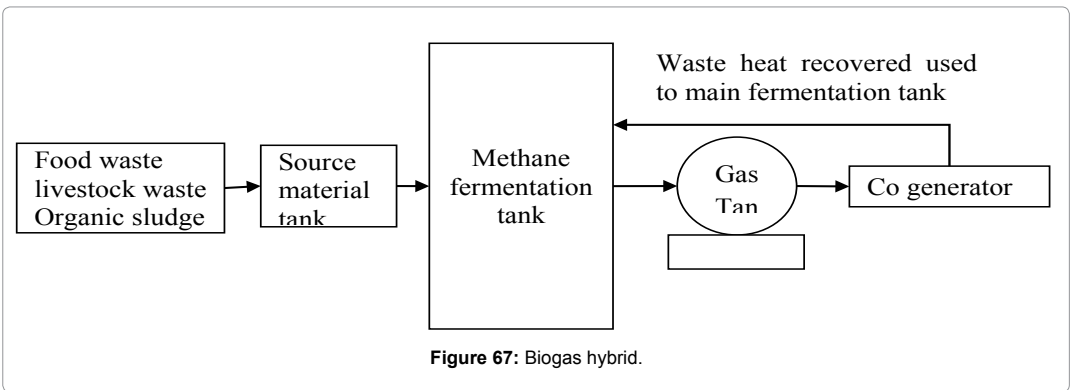 Waste heat recovered used
to main fermentation tank
Food waste
livestock waste
Organic sludge
Source
material
tank
Methane
fermentation
tank
Gas
Tan
Co generator
Figure 67: Biogas hybrid.